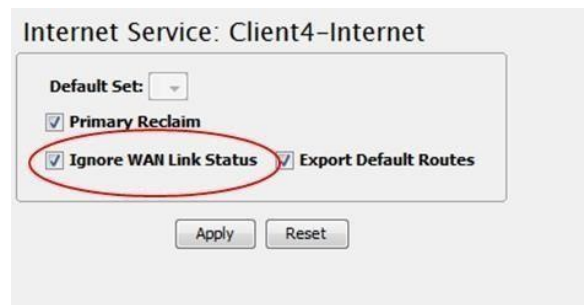 Internet Service: Client4-Internet
Default Set:
Primary Reclaim
Ignore WAN Link Status Export Default Routes
Apply Reset